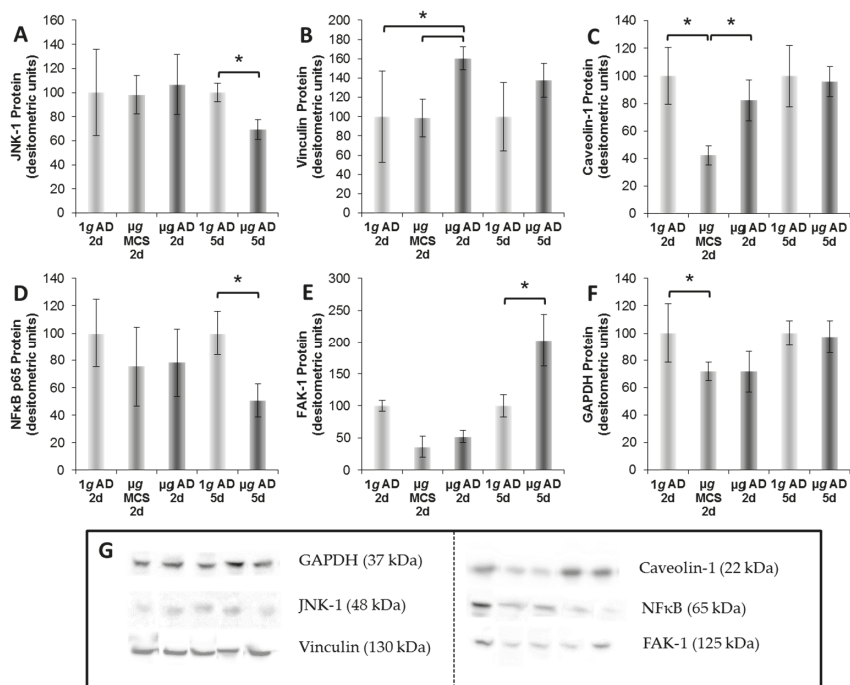 A
JNK-1 Protein
(desitometric units)
160
140
120
100
80
60
40
20
0
*
1g AD
2d
µg
MCS
2d
µg AD
2d
1g AD
5d
µg AD
5d
B
Vinculin Protein
(desitometric units)
200
180
160
140
120
100
80
60
40
20
0
*
1g AD
2d
µg
MCS
2d
µg AD
2d
1g AD
5d
µg AD
5d
C
Caveolin-1 Protein
(desitometric units)
140
120
100
80
60
40
20
0
*
*
1g AD
2d
µg
MCS
2d
µg AD
2d
1g AD
5d
µg AD
5d
D
NFκB p65 Protein
(desitometric units)
140
120
100
80
60
40
20
0
*
1g AD
2d
µg
MCS
2d
µg AD
2d
1g AD
5d
µg AD
5d
E
FAK-1 Protein
(desitometric units)
300
250
200
150
100
50
0
*
1g AD
2d
µg
MCS
2d
µg AD
2d
1g AD
5d
µg AD
5d
F
GAPDH Protein
(desitometric units)
140
120
100
80
60
40
20
0
*
1g AD
2d
µg
MCS
2d
µg AD
2d
1g AD
5d
µg AD
5d
G
GAPDH (37 kDa)
JNK-1 (48 kDa)
Vinculin (130 kDa)
Caveolin-1 (22 kDa)
NFκB (65 kDa)
FAK-1 (125 kDa)